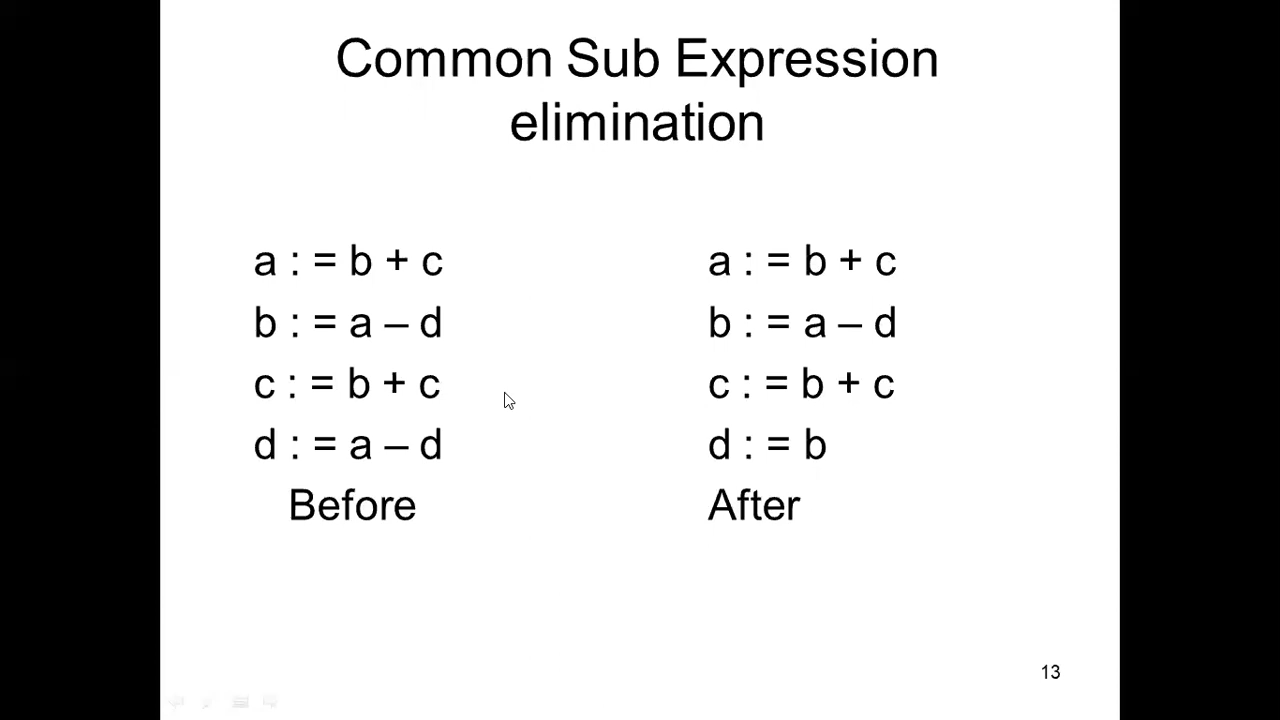 Common Sub Expression
elimination
a : = b + c
b : = a – d
c : = b + c
d : = a – d
Before
a : = b + c
b : = a – d
c : = b + c
d : = b
After
13